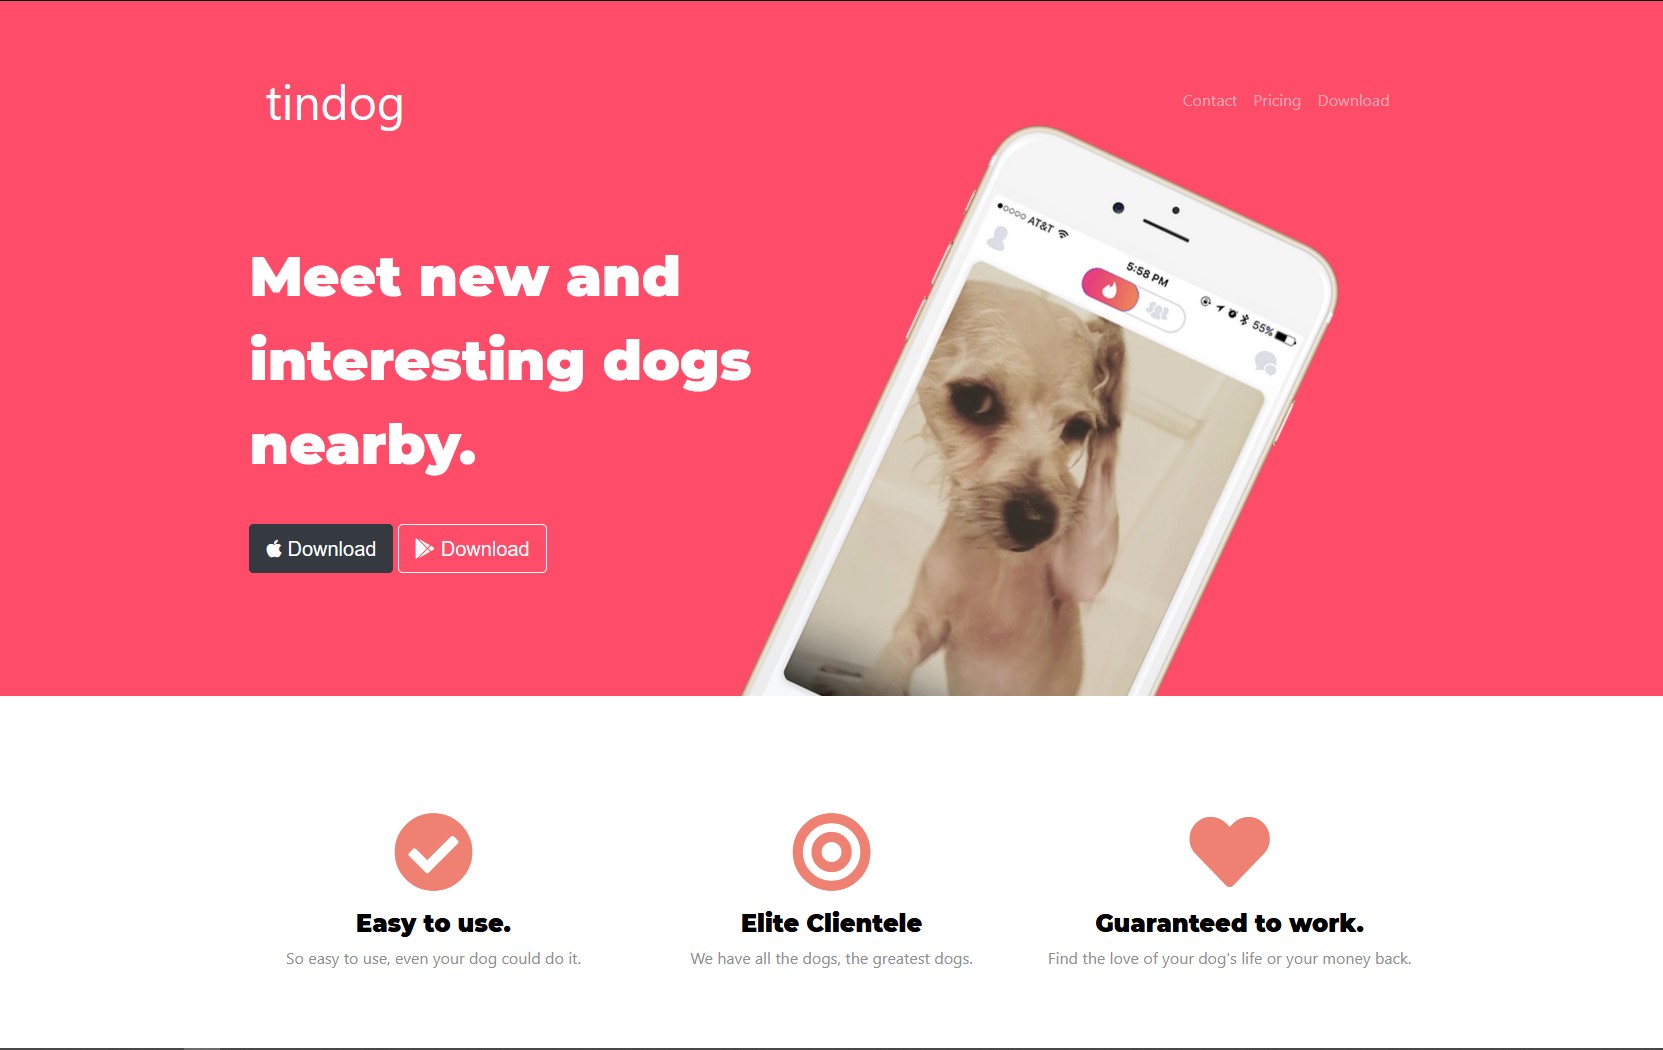 tindog
Contact Pricing Download
AT&T
5:58 PM
55%
Meet new and
interesting dogs
nearby.
Download Download
Easy to use.
So easy to use, even your dog could do it.
Elite Clientele
We have all the dogs, the greatest dogs.
Guaranteed to work.
Find the love of your dog's life or your money back.